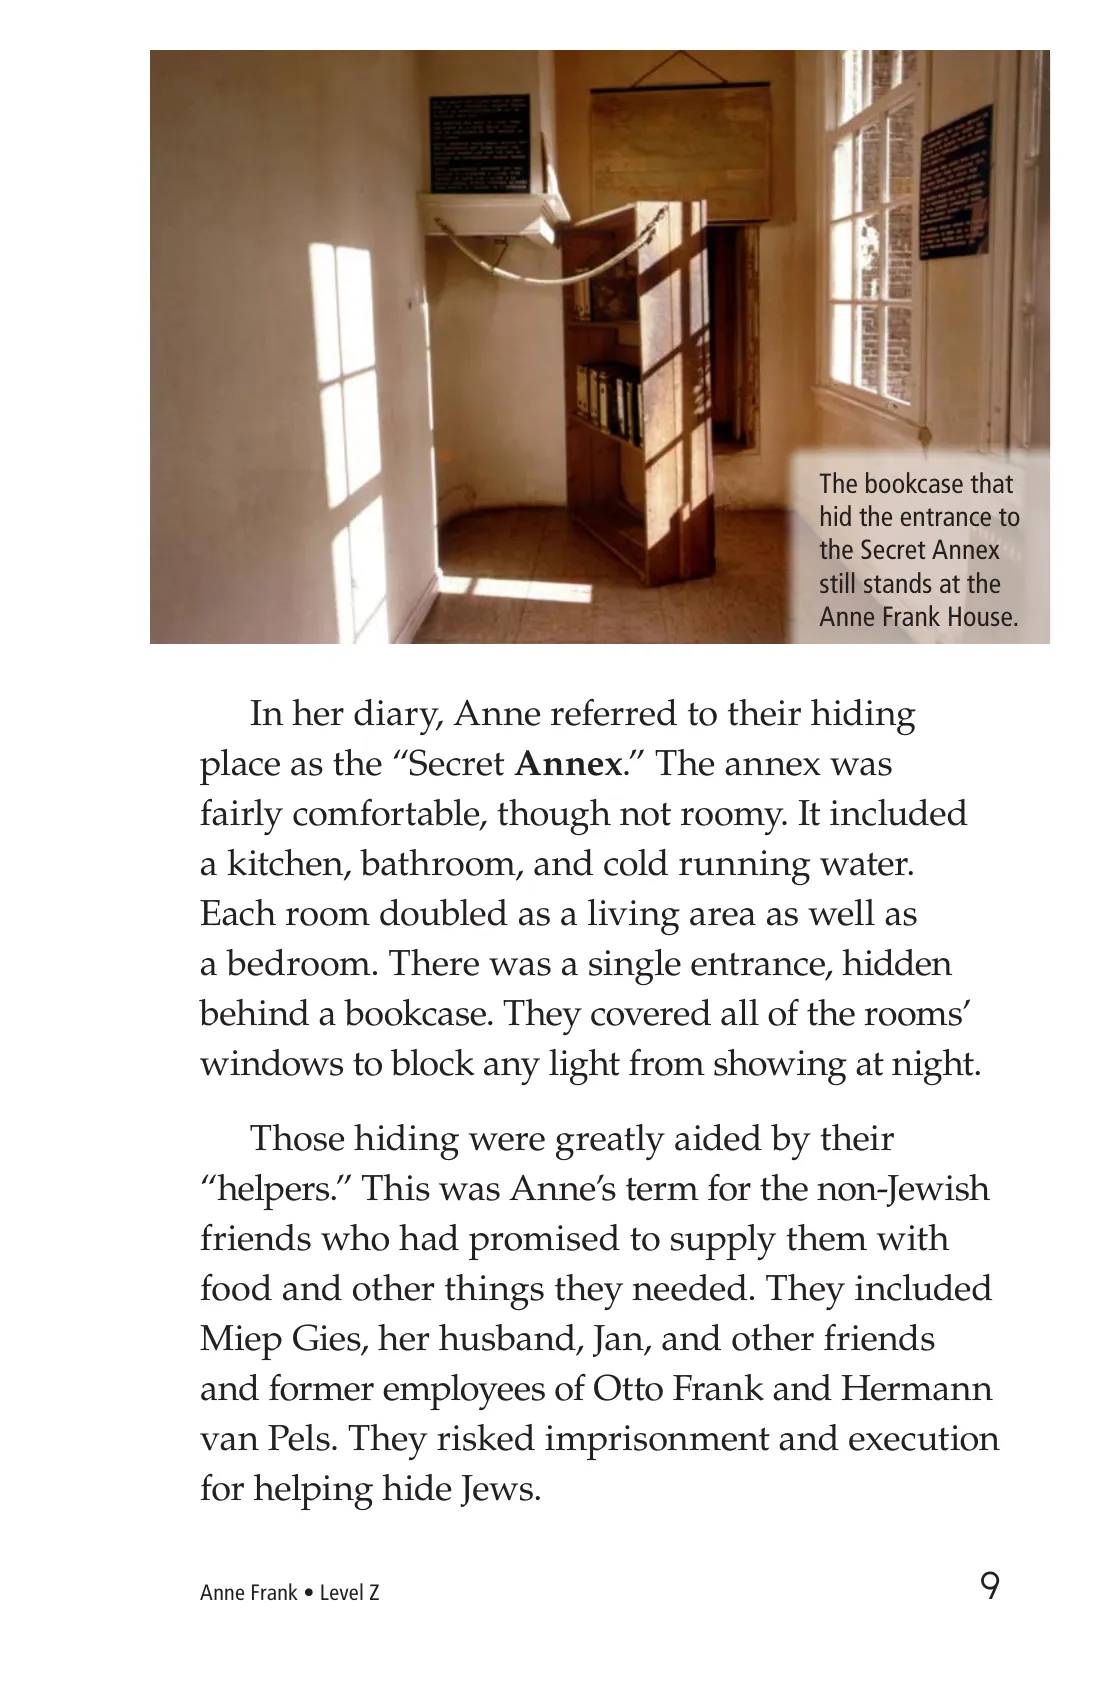 The bookcase that
hid the entrance to
the Secret Annex
still stands at the
Anne Frank House.
In her diary, Anne referred to their hiding
place as the “Secret Annex.” The annex was
fairly comfortable, though not roomy. It included
a kitchen, bathroom, and cold running water.
Each room doubled as a living area as well as
a bedroom. There was a single entrance, hidden
behind a bookcase. They covered all of the rooms’
windows to block any light from showing at night.
Those hiding were greatly aided by their
“helpers.” This was Anne’s term for the non-Jewish
friends who had promised to supply them with
food and other things they needed. They included
Miep Gies, her husband, Jan, and other friends
and former employees of Otto Frank and Hermann
van Pels. They risked imprisonment and execution
for helping hide Jews.
Anne Frank • Level Z
9